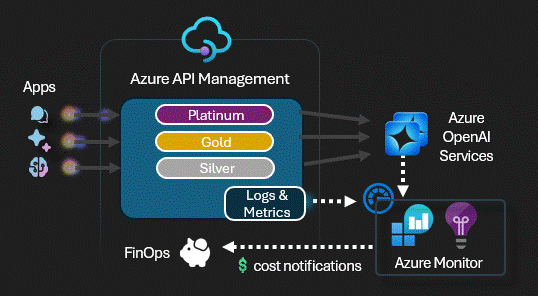 Azure API Management
Apps
Platinum
Gold
Silver
Azure
OpenAI
Services
Logs &
Metrics
FinOps
$ cost notifications
Azure Monitor